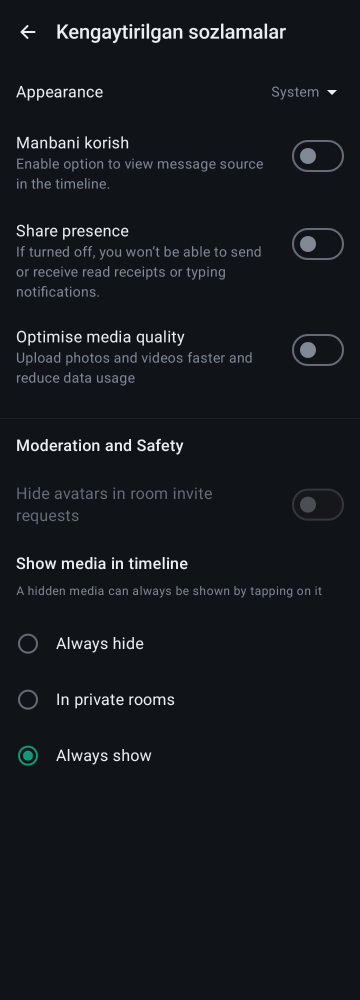 Kengaytirilgan sozlamalar
Appearance
System
Manbani korish
Enable option to view message source
in the timeline.
Share presence
If turned off, you won’t be able to send
or receive read receipts or typing
notifications.
Optimise media quality
Upload photos and videos faster and
reduce data usage
Moderation and Safety
Hide avatars in room invite
requests
Show media in timeline
A hidden media can always be shown by tapping on it
Always hide
In private rooms
Always show